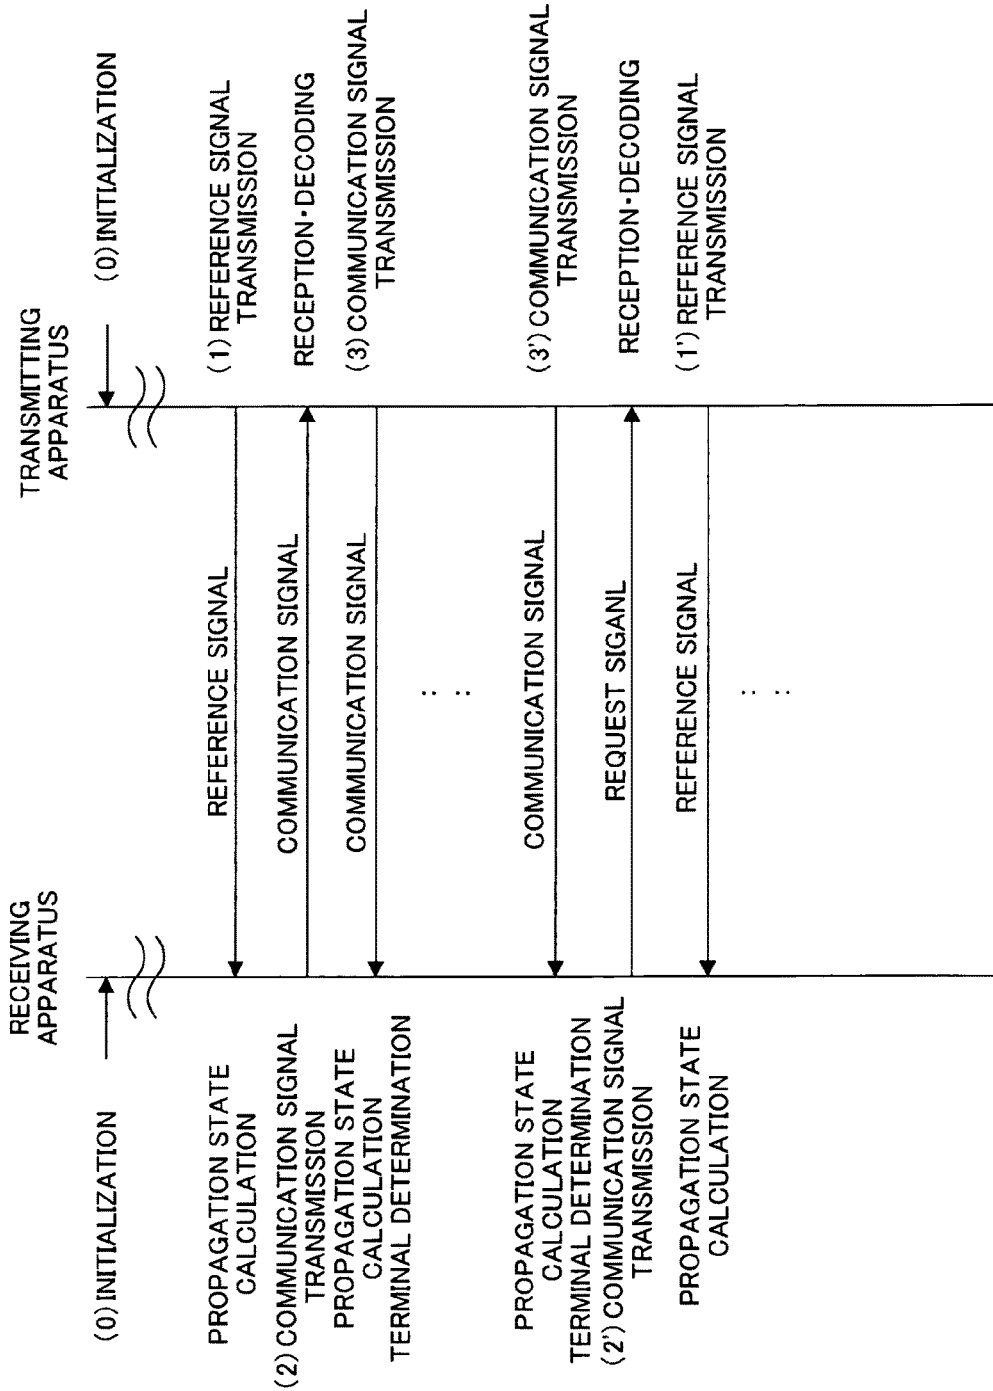 RECEIVING
APPARATUS
TRANSMITTING
APPARATUS
(0) INITIALIZATION
(0) INITIALIZATION
PROPAGATION STATE
CALCULATION
REFERENCE SIGNAL
(1) REFERENCE SIGNAL
TRANSMISSION
(2) COMMUNICATION SIGNAL
TRANSMISSION
COMMUNICATION SIGNAL
RECEPTION·DECODING
PROPAGATION STATE
CALCULATION
TERMINAL DETERMINATION
COMMUNICATION SIGNAL
(3) COMMUNICATION SIGNAL
TRANSMISSION
PROPAGATION STATE
CALCULATION
TERMINAL DETERMINATION
COMMUNICATION SIGNAL
(3') COMMUNICATION SIGNAL
TRANSMISSION
(2') COMMUNICATION SIGNAL
TRANSMISSION
REQUEST SIGANL
RECEPTION·DECODING
PROPAGATION STATE
CALCULATION
REFERENCE SIGNAL
(1') REFERENCE SIGNAL
TRANSMISSION